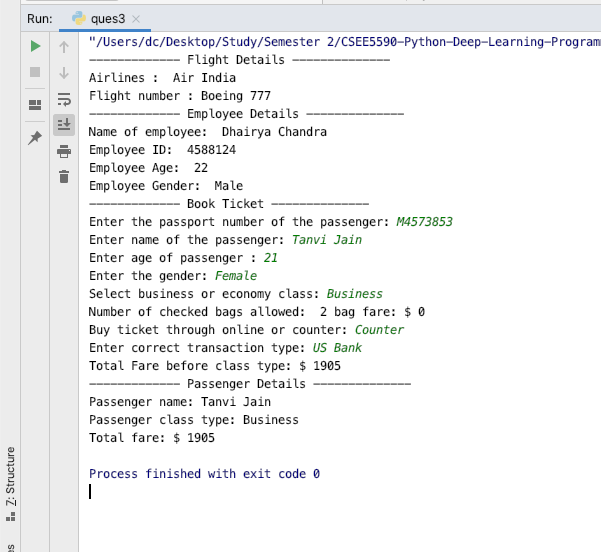 Run: ques3
"/Users/dc/Desktop/Study/Semester 2/CSEE5590-Python-Deep-Learning-Programm
------------- Flight Details --------------
Airlines :  Air India
Flight number : Boeing 777
------------- Employee Details --------------
Name of employee:  Dhairya Chandra
Employee ID:  4588124
Employee Age:  22
Employee Gender:  Male
------------- Book Ticket --------------
Enter the passport number of the passenger: M4573853
Enter name of the passenger: Tanvi Jain
Enter age of passenger : 21
Enter the gender: Female
Select business or economy class: Business
Number of checked bags allowed:  2 bag fare: $ 0
Buy ticket through online or counter: Counter
Enter correct transaction type: US Bank
Total Fare before class type: $ 1905
------------- Passenger Details --------------
Passenger name: Tanvi Jain
Passenger class type: Business
Total fare: $ 1905
Process finished with exit code 0
Z: Structure